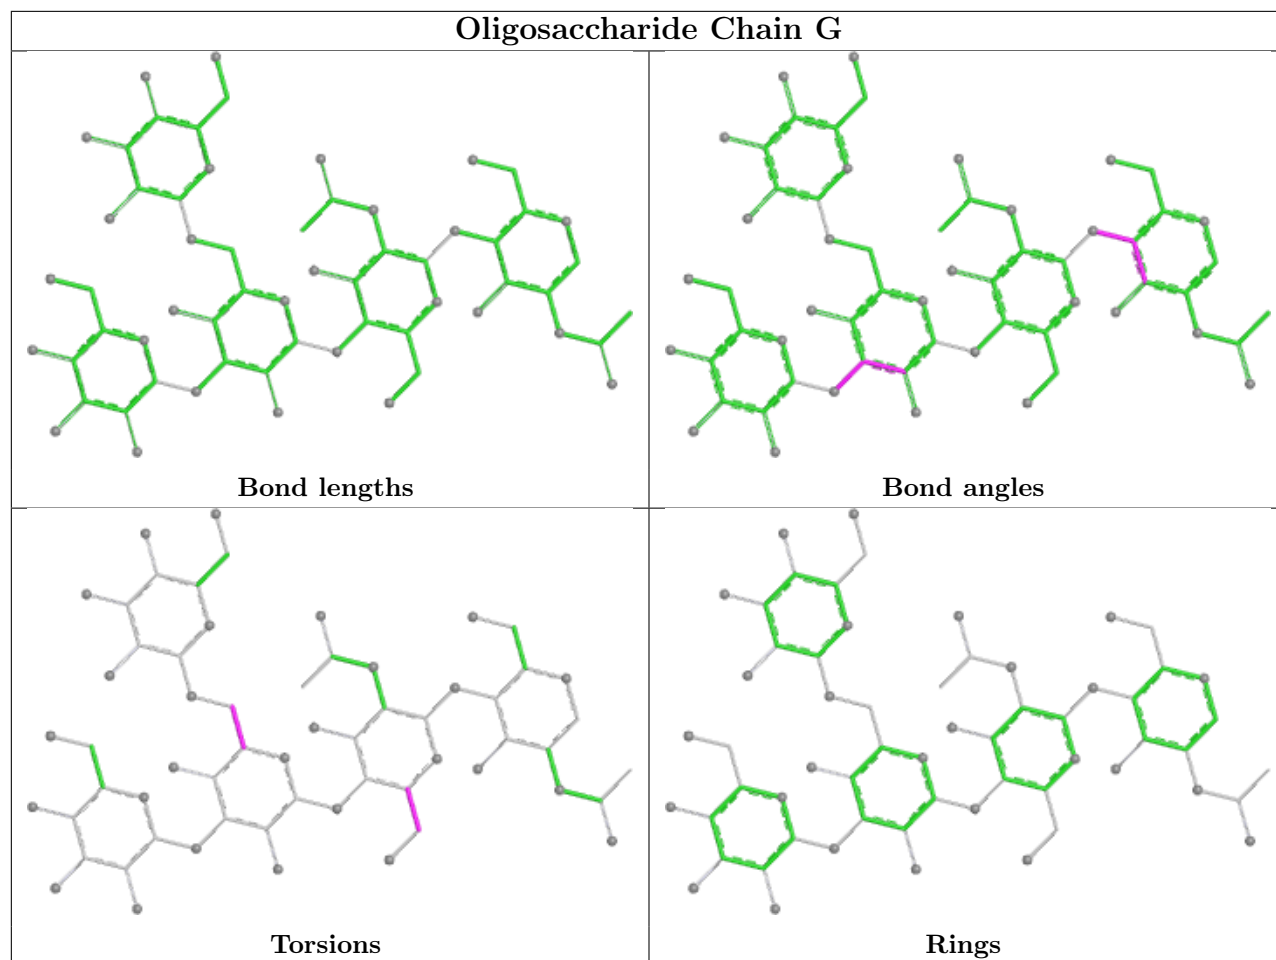 Oligosaccharide Chain G
Bond lengths
Bond angles
Torsions
Rings